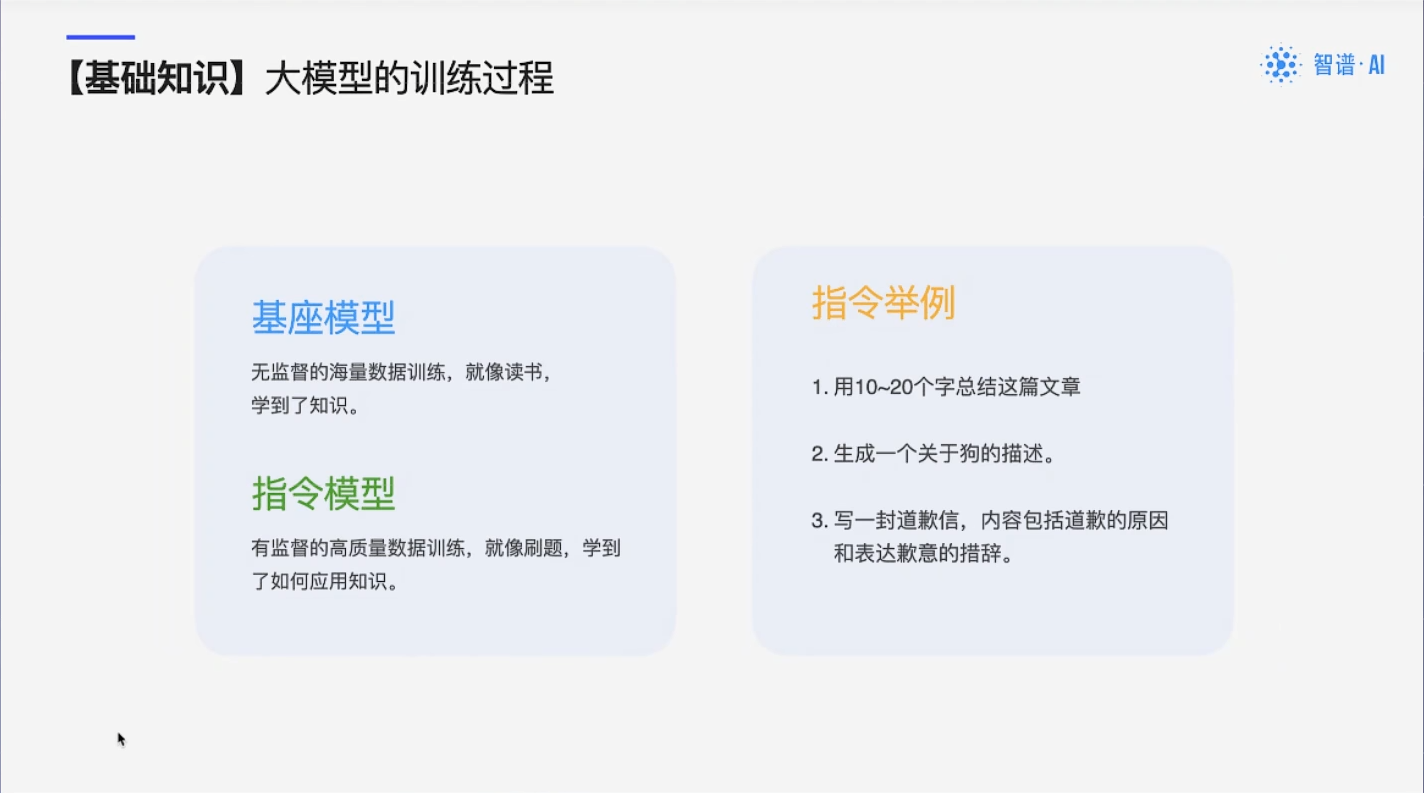 【基础知识】大模型的训练过程
智谱·AI
基座模型
无监督的海量数据训练，就像读书，
学到了知识。
指令模型
有监督的高质量数据训练，就像刷题，学到
了如何应用知识。
指令举例
1. 用10~20个字总结这篇文章
2. 生成一个关于狗的描述。
3. 写一封道歉信，内容包括道歉的原因
和表达歉意的措辞。